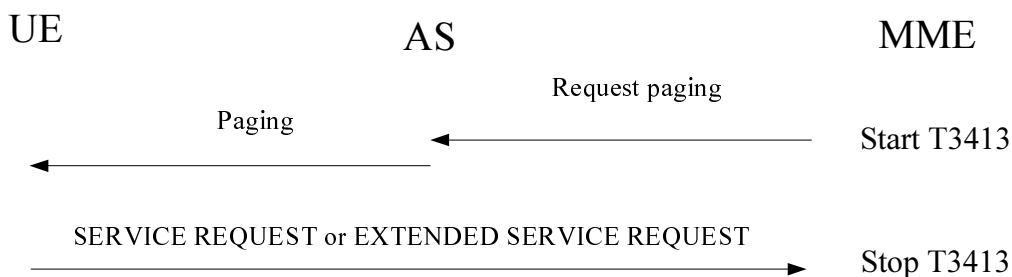 UE
AS
MME
Request paging
Paging
Start T3413
SERVICE REQUEST or EXTENDED SERVICE REQUEST
Stop T3413